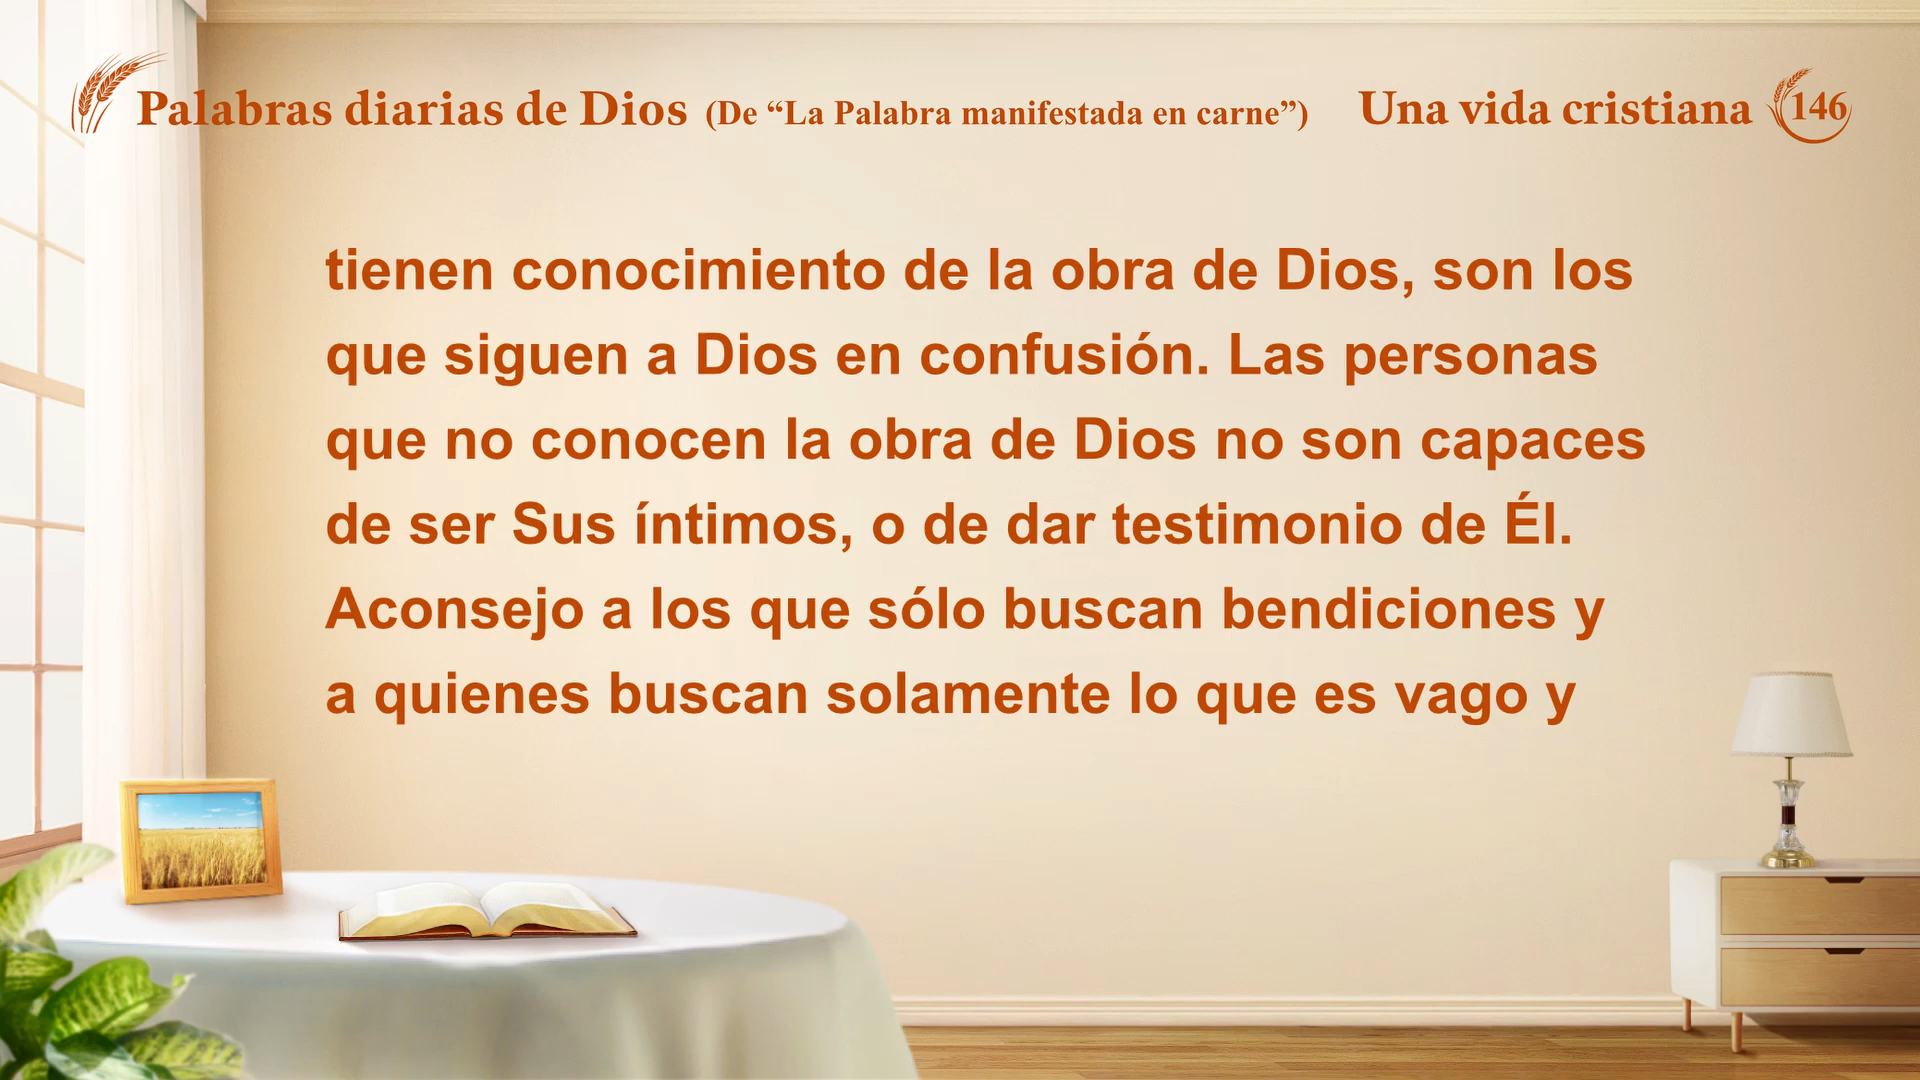 Palabras diarias de Dios (De “La Palabra manifestada en carne”) Una vida cristiana 146
tienen conocimiento de la obra de Dios, son los
que siguen a Dios en confusión. Las personas
que no conocen la obra de Dios no son capaces
de ser Sus íntimos, o de dar testimonio de Él.
Aconsejo a los que sólo buscan bendiciones y
a quienes buscan solamente lo que es vago y